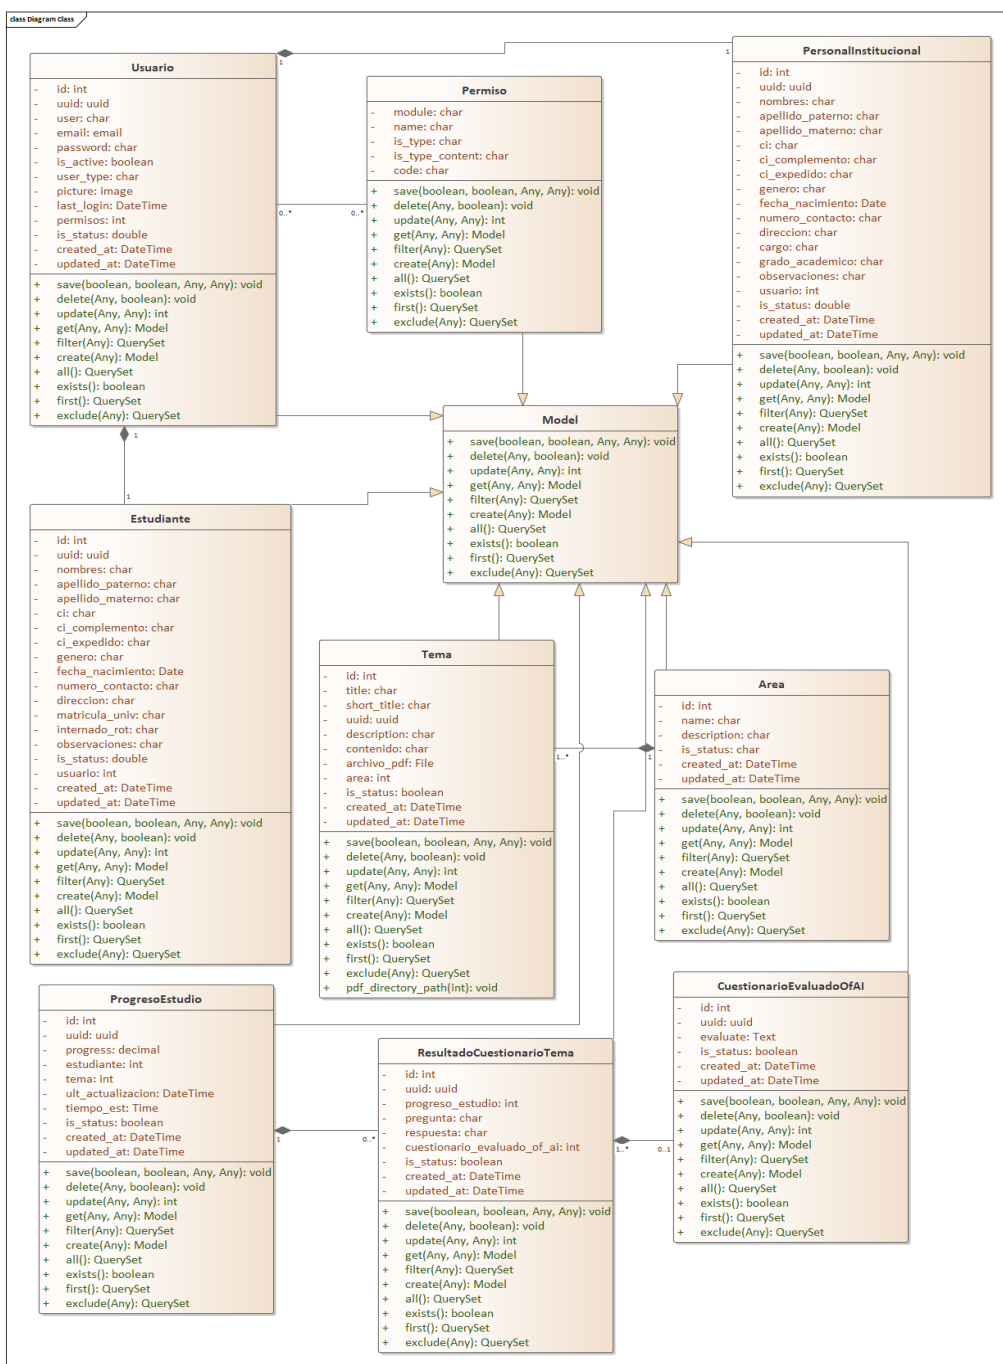 class Diagram Class
Usuario
- id: int
- uuid: uuid
- user: char
- email: email
- password: char
- is_active: boolean
- user_type: char
- picture: image
- last_login: DateTime
- permisos: int
- is_status: double
- created_at: DateTime
- updated_at: DateTime
+ save(boolean, boolean, Any, Any): void
+ delete(Any, boolean): void
+ update(Any, Any): int
+ get(Any, Any): Model
+ filter(Any): QuerySet
+ create(Any): Model
+ all(): QuerySet
+ exists(): boolean
+ first(): QuerySet
+ exclude(Any): QuerySet
1
1
0..*
0..*
Permiso
- module: char
- name: char
- is_type: char
- is_type_content: char
- code: char
+ save(boolean, boolean, Any, Any): void
+ delete(Any, boolean): void
+ update(Any, Any): int
+ get(Any, Any): Model
+ filter(Any): QuerySet
+ create(Any): Model
+ all(): QuerySet
+ exists(): boolean
+ first(): QuerySet
+ exclude(Any): QuerySet
PersonalInstitucional
- id: int
- uuid: uuid
- nombres: char
- apellido_paterno: char
- apellido_materno: char
- ci: char
- ci_complemento: char
- ci_expedido: char
- genero: char
- fecha_nacimiento: Date
- numero_contacto: char
- direccion: char
- cargo: char
- grado_academico: char
- observaciones: char
- usuario: int
- is_status: double
- created_at: DateTime
- updated_at: DateTime
+ save(boolean, boolean, Any, Any): void
+ delete(Any, boolean): void
+ update(Any, Any): int
+ get(Any, Any): Model
+ filter(Any): QuerySet
+ create(Any): Model
+ all(): QuerySet
+ exists(): boolean
+ first(): QuerySet
+ exclude(Any): QuerySet
Model
+ save(boolean, boolean, Any, Any): void
+ delete(Any, boolean): void
+ update(Any, Any): int
+ get(Any, Any): Model
+ filter(Any): QuerySet
+ create(Any): Model
+ all(): QuerySet
+ exists(): boolean
+ first(): QuerySet
+ exclude(Any): QuerySet
1
1
Estudiante
- id: int
- uuid: uuid
- nombres: char
- apellido_paterno: char
- apellido_materno: char
- ci: char
- ci_complemento: char
- ci_expedido: char
- genero: char
- fecha_nacimiento: Date
- numero_contacto: char
- direccion: char
- matricula_univ: char
- internado_rot: char
- observaciones: char
- is_status: double
- usuario: int
- created_at: DateTime
- updated_at: DateTime
+ save(boolean, boolean, Any, Any): void
+ delete(Any, boolean): void
+ update(Any, Any): int
+ get(Any, Any): Model
+ filter(Any): QuerySet
+ create(Any): Model
+ all(): QuerySet
+ exists(): boolean
+ first(): QuerySet
+ exclude(Any): QuerySet
Tema
- id: int
- title: char
- short_title: char
- uuid: uuid
- description: char
- contenido: char
- archivo_pdf: File
- area: int
- is_status: boolean
- created_at: DateTime
- updated_at: DateTime
+ save(boolean, boolean, Any, Any): void
+ delete(Any, boolean): void
+ update(Any, Any): int
+ get(Any, Any): Model
+ filter(Any): QuerySet
+ create(Any): Model
+ all(): QuerySet
+ exists(): boolean
+ first(): QuerySet
+ exclude(Any): QuerySet
+ pdf_directory_path(int): void
1..*
1
Area
- id: int
- name: char
- description: char
- is_status: char
- created_at: DateTime
- updated_at: DateTime
+ save(boolean, boolean, Any, Any): void
+ delete(Any, boolean): void
+ update(Any, Any): int
+ get(Any, Any): Model
+ filter(Any): QuerySet
+ create(Any): Model
+ all(): QuerySet
+ exists(): boolean
+ first(): QuerySet
+ exclude(Any): QuerySet
ProgresoEstudio
- id: int
- uuid: uuid
- progress: decimal
- estudiante: int
- tema: int
- ult_actualizacion: DateTime
- tiempo_est: Time
- is_status: boolean
- created_at: DateTime
- updated_at: DateTime
+ save(boolean, boolean, Any, Any): void
+ delete(Any, boolean): void
+ update(Any, Any): int
+ get(Any, Any): Model
+ filter(Any): QuerySet
+ create(Any): Model
+ all(): QuerySet
+ exists(): boolean
+ first(): QuerySet
+ exclude(Any): QuerySet
1
0..*
ResultadoCuestionarioTema
- id: int
- uuid: uuid
- progreso_estudio: int
- pregunta: char
- respuesta: char
- cuestionario_evaluado_of_ai: int
- is_status: boolean
- created_at: DateTime
- updated_at: DateTime
+ save(boolean, boolean, Any, Any): void
+ delete(Any, boolean): void
+ update(Any, Any): int
+ get(Any, Any): Model
+ filter(Any): QuerySet
+ create(Any): Model
+ all(): QuerySet
+ exists(): boolean
+ first(): QuerySet
+ exclude(Any): QuerySet
1..*
0..1
CuestionarioEvaluadoOfAI
- id: int
- uuid: uuid
- evaluate: Text
- is_status: boolean
- created_at: DateTime
- updated_at: DateTime
+ save(boolean, boolean, Any, Any): void
+ delete(Any, boolean): void
+ update(Any, Any): int
+ get(Any, Any): Model
+ filter(Any): QuerySet
+ create(Any): Model
+ all(): QuerySet
+ exists(): boolean
+ first(): QuerySet
+ exclude(Any): QuerySet